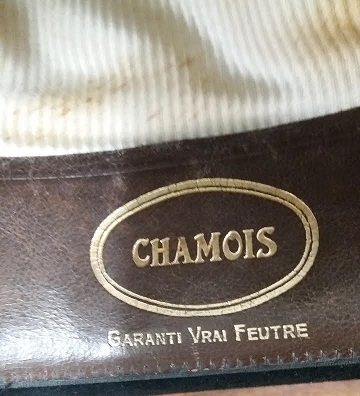 CHAMOIS
GARANTI VRAI FEUTRE